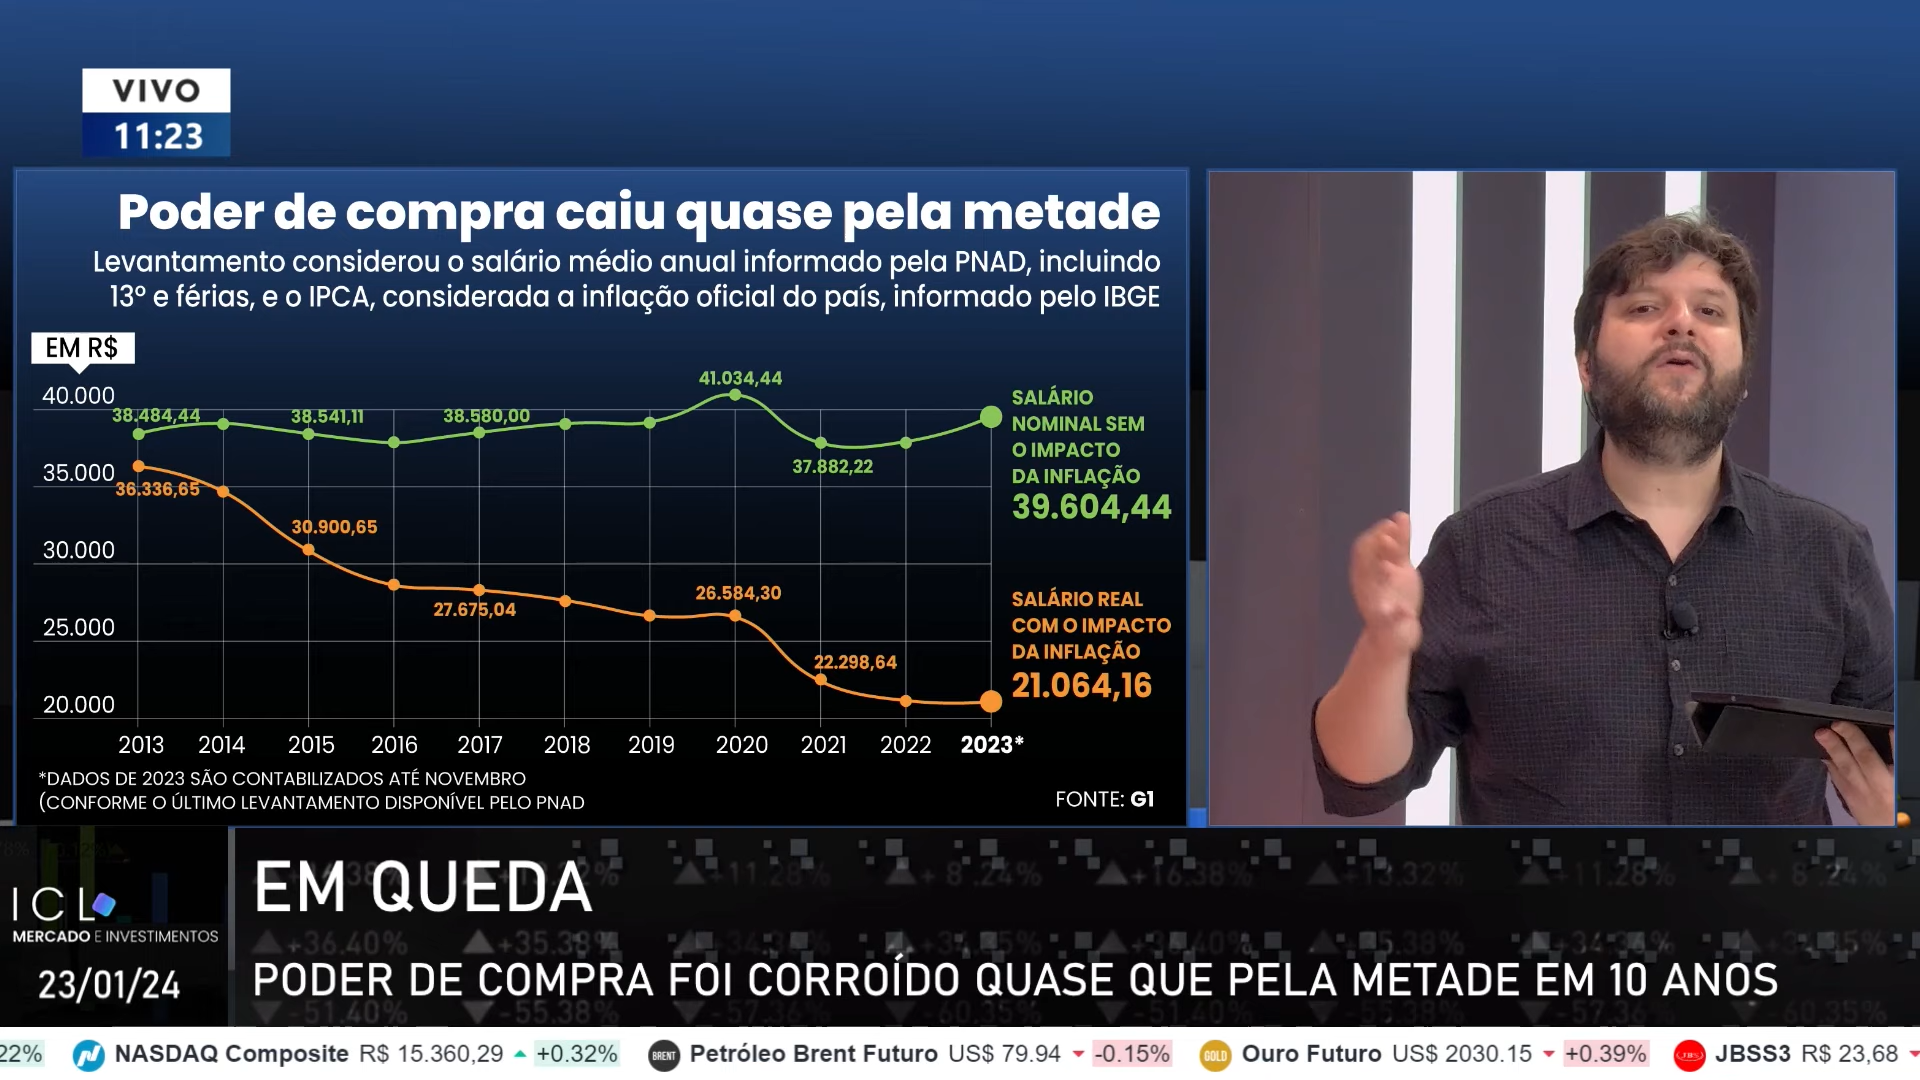 VIVO
11:23
Poder de compra caiu quase pela metade
Levantamento considerou o salário médio anual informado pela PNAD, incluindo
13º e férias, e o IPCA, considerada a inflação oficial do país, informado pelo IBGE
EM R$
40.000
35.000
30.000
25.000
20.000
38.484,44
38.541,11
38.580,00
41.034,44
37.882,22
36.336,65
30.900,65
27.675,04
26.584,30
22.298,64
SALÁRIO
NOMINAL SEM
O IMPACTO
DA INFLAÇÃO
39.604,44
SALÁRIO REAL
COM O IMPACTO
DA INFLAÇÃO
21.064,16
2013 2014 2015 2016 2017 2018 2019 2020 2021 2022 2023*
*DADOS DE 2023 SÃO CONTABILIZADOS ATÉ NOVEMBRO
(CONFORME O ÚLTIMO LEVANTAMENTO DISPONÍVEL PELO PNAD
FONTE: G1
EM QUEDA
PODER DE COMPRA FOI CORROÍDO QUASE QUE PELA METADE EM 10 ANOS
ICL
MERCADO E INVESTIMENTOS
23/01/24
22% NASDAQ Composite R$ 15.360,29 +0.32% BRENT Petróleo Brent Futuro US$ 79.94 -0.15% GOLD Ouro Futuro US$ 2030.15 +0.39% JBS JBSS3 R$ 23,68